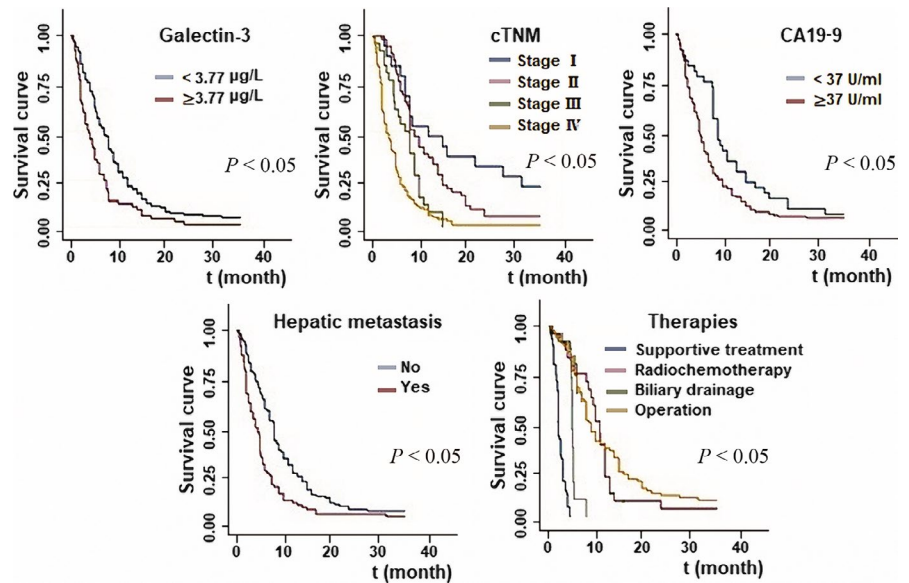 Galectin-3
< 3.77 µg/L
≥3.77 µg/L
P < 0.05
Survival curve
1.00
0.75
0.50
0.25
0.00
0 10 20 30 40
t (month)
cTNM
Stage I
Stage II
Stage III
Stage IV
P < 0.05
Survival curve
1.00
0.75
0.50
0.25
0.00
0 10 20 30 40
t (month)
CA19-9
< 37 U/ml
≥37 U/ml
P < 0.05
Survival curve
1.00
0.75
0.50
0.25
0.00
0 10 20 30 40
t (month)
Hepatic metastasis
No
Yes
P < 0.05
Survival curve
1.00
0.75
0.50
0.25
0.00
0 10 20 30 40
t (month)
Therapies
Supportive treatment
Radiochemotherapy
Biliary drainage
Operation
P < 0.05
Survival curve
1.00
0.75
0.50
0.25
0.00
0 10 20 30 40
t (month)